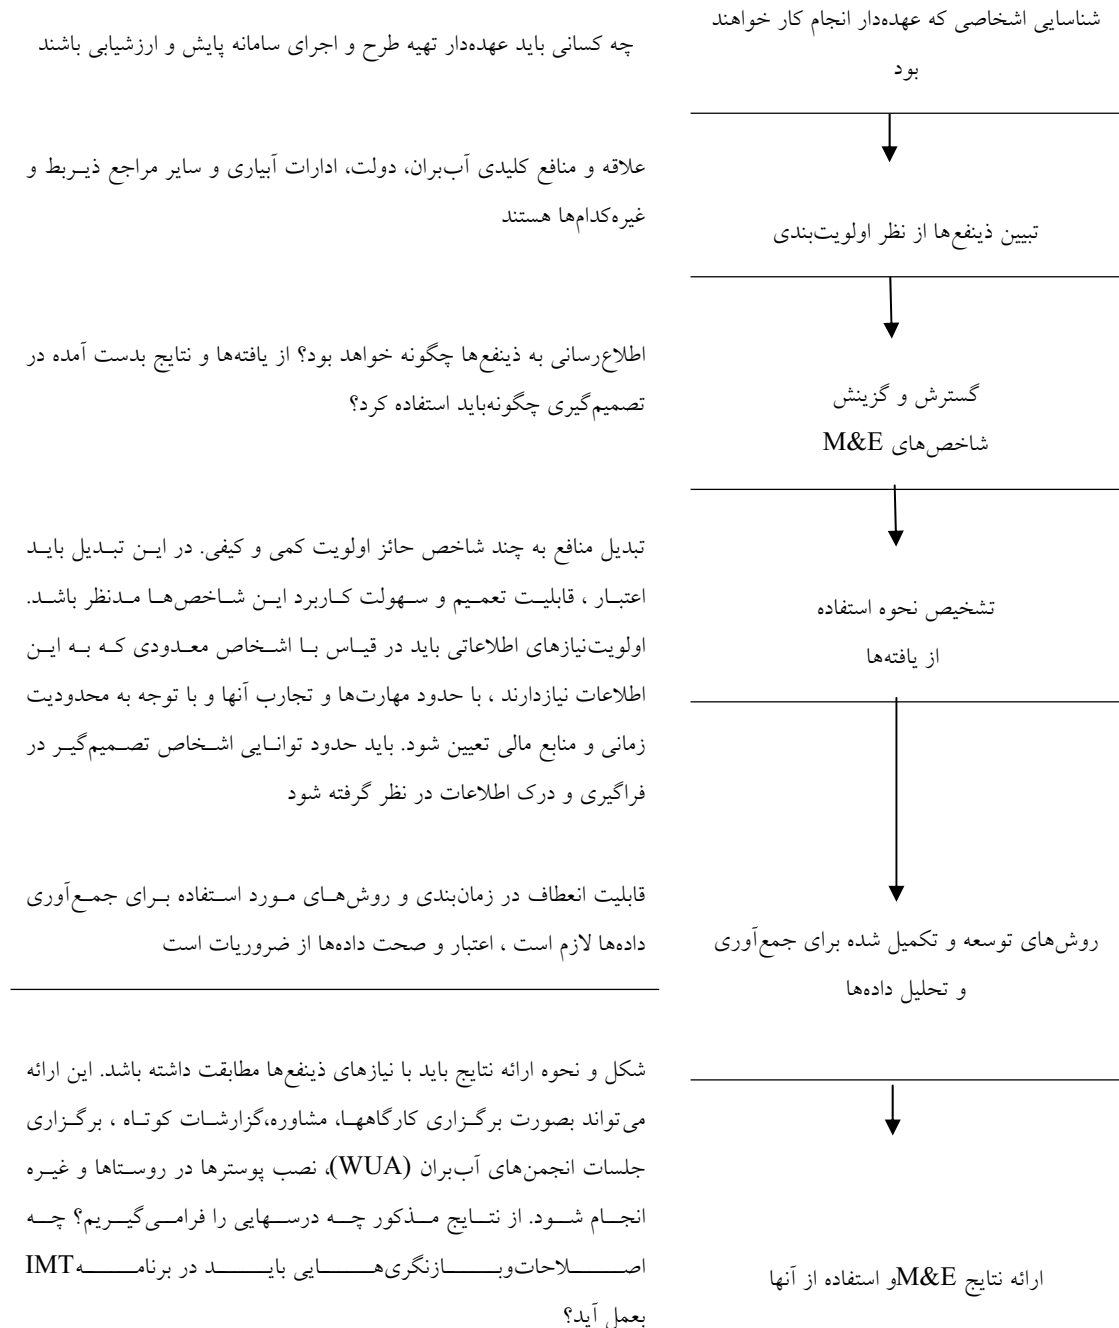 شناسایی اشخاصی که عهده‌دار انجام کار خواهند
بود
چه کسانی باید عهده‌دار تهیه طرح و اجرای سامانه پایش و ارزشیابی باشند
تبیین ذینفع‌ها از نظر اولویت‌بندی
علاقه و منافع کلیدی آب‌بران، دولت، ادارات آبیاری و سایر مراجع ذیربط و
غیره‌کدام‌ها هستند
گسترش و گزینش
شاخص‌های M&E
اطلاع‌رسانی به ذینفع‌ها چگونه خواهد بود؟ از یافته‌ها و نتایج بدست آمده در
تصمیم‌گیری چگونه‌باید استفاده کرد؟
تشخیص نحوه استفاده
از یافته‌ها
تبدیل منافع به چند شاخص حائز اولویت کمی و کیفی. در این تبدیل باید
اعتبار ، قابلیت تعمیم و سهولت کاربرد این شاخص‌ها مدنظر باشد.
اولویت‌نیازهای اطلاعاتی باید در قیاس با اشخاص معدودی که به این
اطلاعات نیازدارند ، با حدود مهارت‌ها و تجارب آنها و با توجه به محدودیت
زمانی و منابع مالی تعیین شود. باید حدود توانایی اشخاص تصمیم‌گیر در
فراگیری و درک اطلاعات در نظر گرفته شود
روش‌های توسعه و تکمیل شده برای جمع‌آوری
و تحلیل داده‌ها
قابلیت انعطاف در زمان‌بندی و روش‌های مورد استفاده برای جمع‌آوری
داده‌ها لازم است ، اعتبار و صحت داده‌ها از ضروریات است
ارائه نتایج M&Eو استفاده از آنها
شکل و نحوه ارائه نتایج باید با نیازهای ذینفع‌ها مطابقت داشته باشد. این ارائه
می‌تواند بصورت برگزاری کارگاهها، مشاوره،گزارشات کوتاه ، برگزاری
جلسات انجمن‌های آب‌بران (WUA)، نصب پوسترها در روستاها و غیره
انجام شود. از نتایج مذکور چه درسهایی را فرامی‌گیریم؟ چه
اصلاحات‌وبازنگری‌هایی باید در برنامه IMT
بعمل آید؟